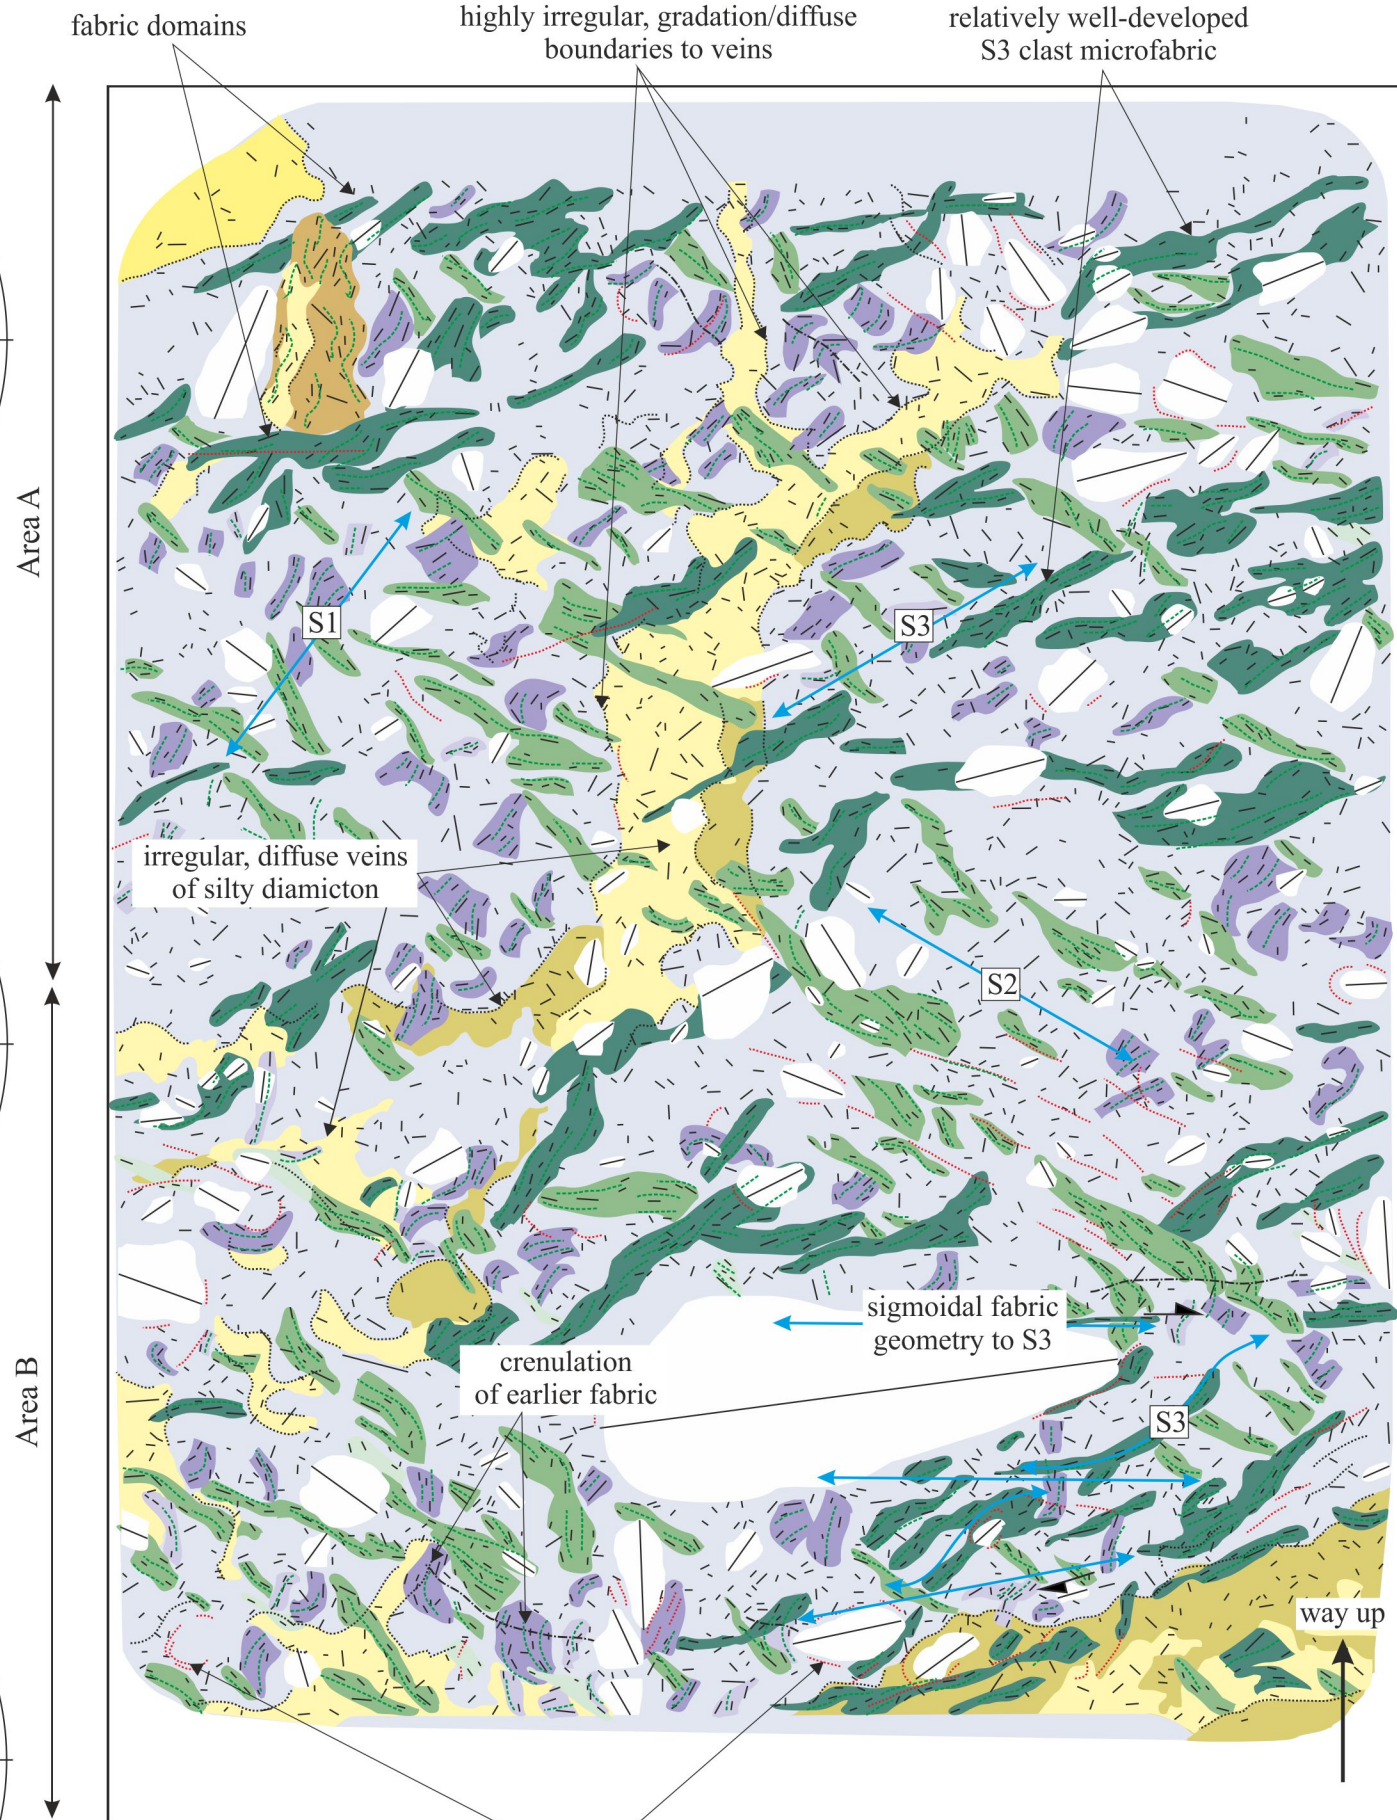 fabric domains
highly irregular, gradation/diffuse
boundaries to veins
relatively well-developed
S3 clast microfabric
Area A
S1
S3
irregular, diffuse veins
of silty diamicton
S2
Area B
sigmoidal fabric
geometry to S3
crenulation
of earlier fabric
S3
way up